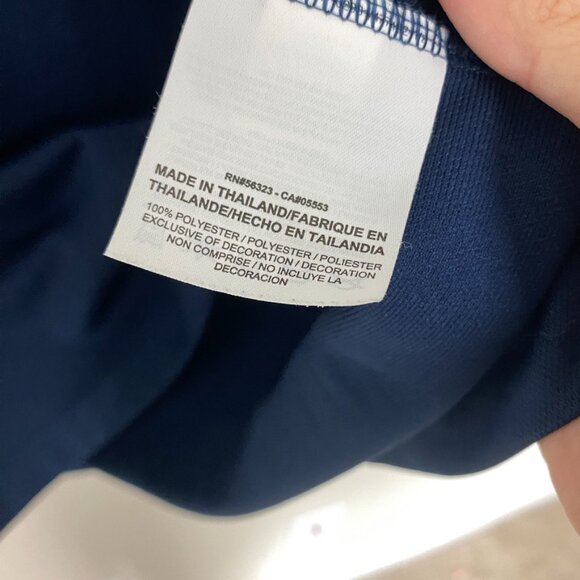 RN#56323 - CA#05553
MADE IN THAILAND/FABRIQUE EN
THAILANDE/HECHO EN TAILANDIA
100% POLYESTER / POLYESTER / POLIESTER
EXCLUSIVE OF DECORATION / DECORATION
NON COMPRISE / NO INCLUYE LA
DECORACION